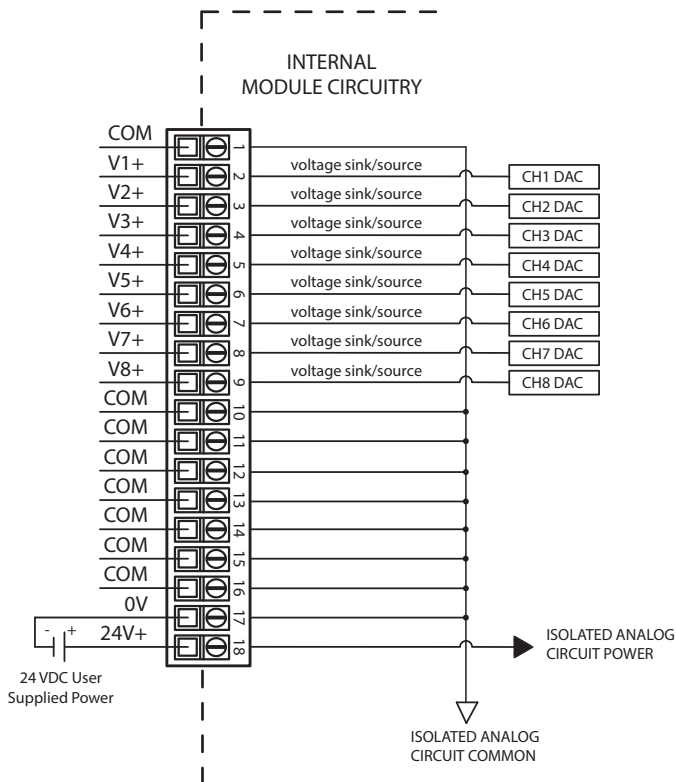 INTERNAL
MODULE CIRCUITRY
COM 1
V1+ 2 voltage sink/source CH1 DAC
V2+ 3 voltage sink/source CH2 DAC
V3+ 4 voltage sink/source CH3 DAC
V4+ 5 voltage sink/source CH4 DAC
V5+ 6 voltage sink/source CH5 DAC
V6+ 7 voltage sink/source CH6 DAC
V7+ 8 voltage sink/source CH7 DAC
V8+ 9 voltage sink/source CH8 DAC
COM 10
COM 11
COM 12
COM 13
COM 14
COM 15
COM 16
0V 17
- + 24V+ 18
ISOLATED ANALOG
CIRCUIT POWER
24 VDC User
Supplied Power
ISOLATED ANALOG
CIRCUIT COMMON